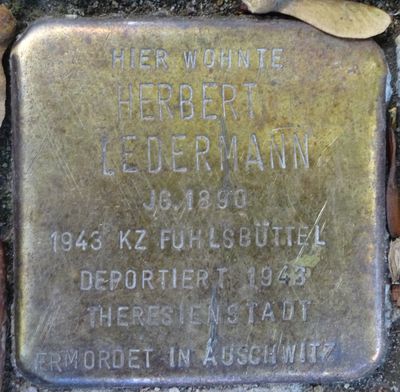 HIER WOHNTE
HERBERT
LEDERMANN
JG. 1890
1943 KZ FUHLSBÜTTEL
DEPORTIERT 1943
THERESIENSTADT
ERMORDET IN AUSCHWITZ